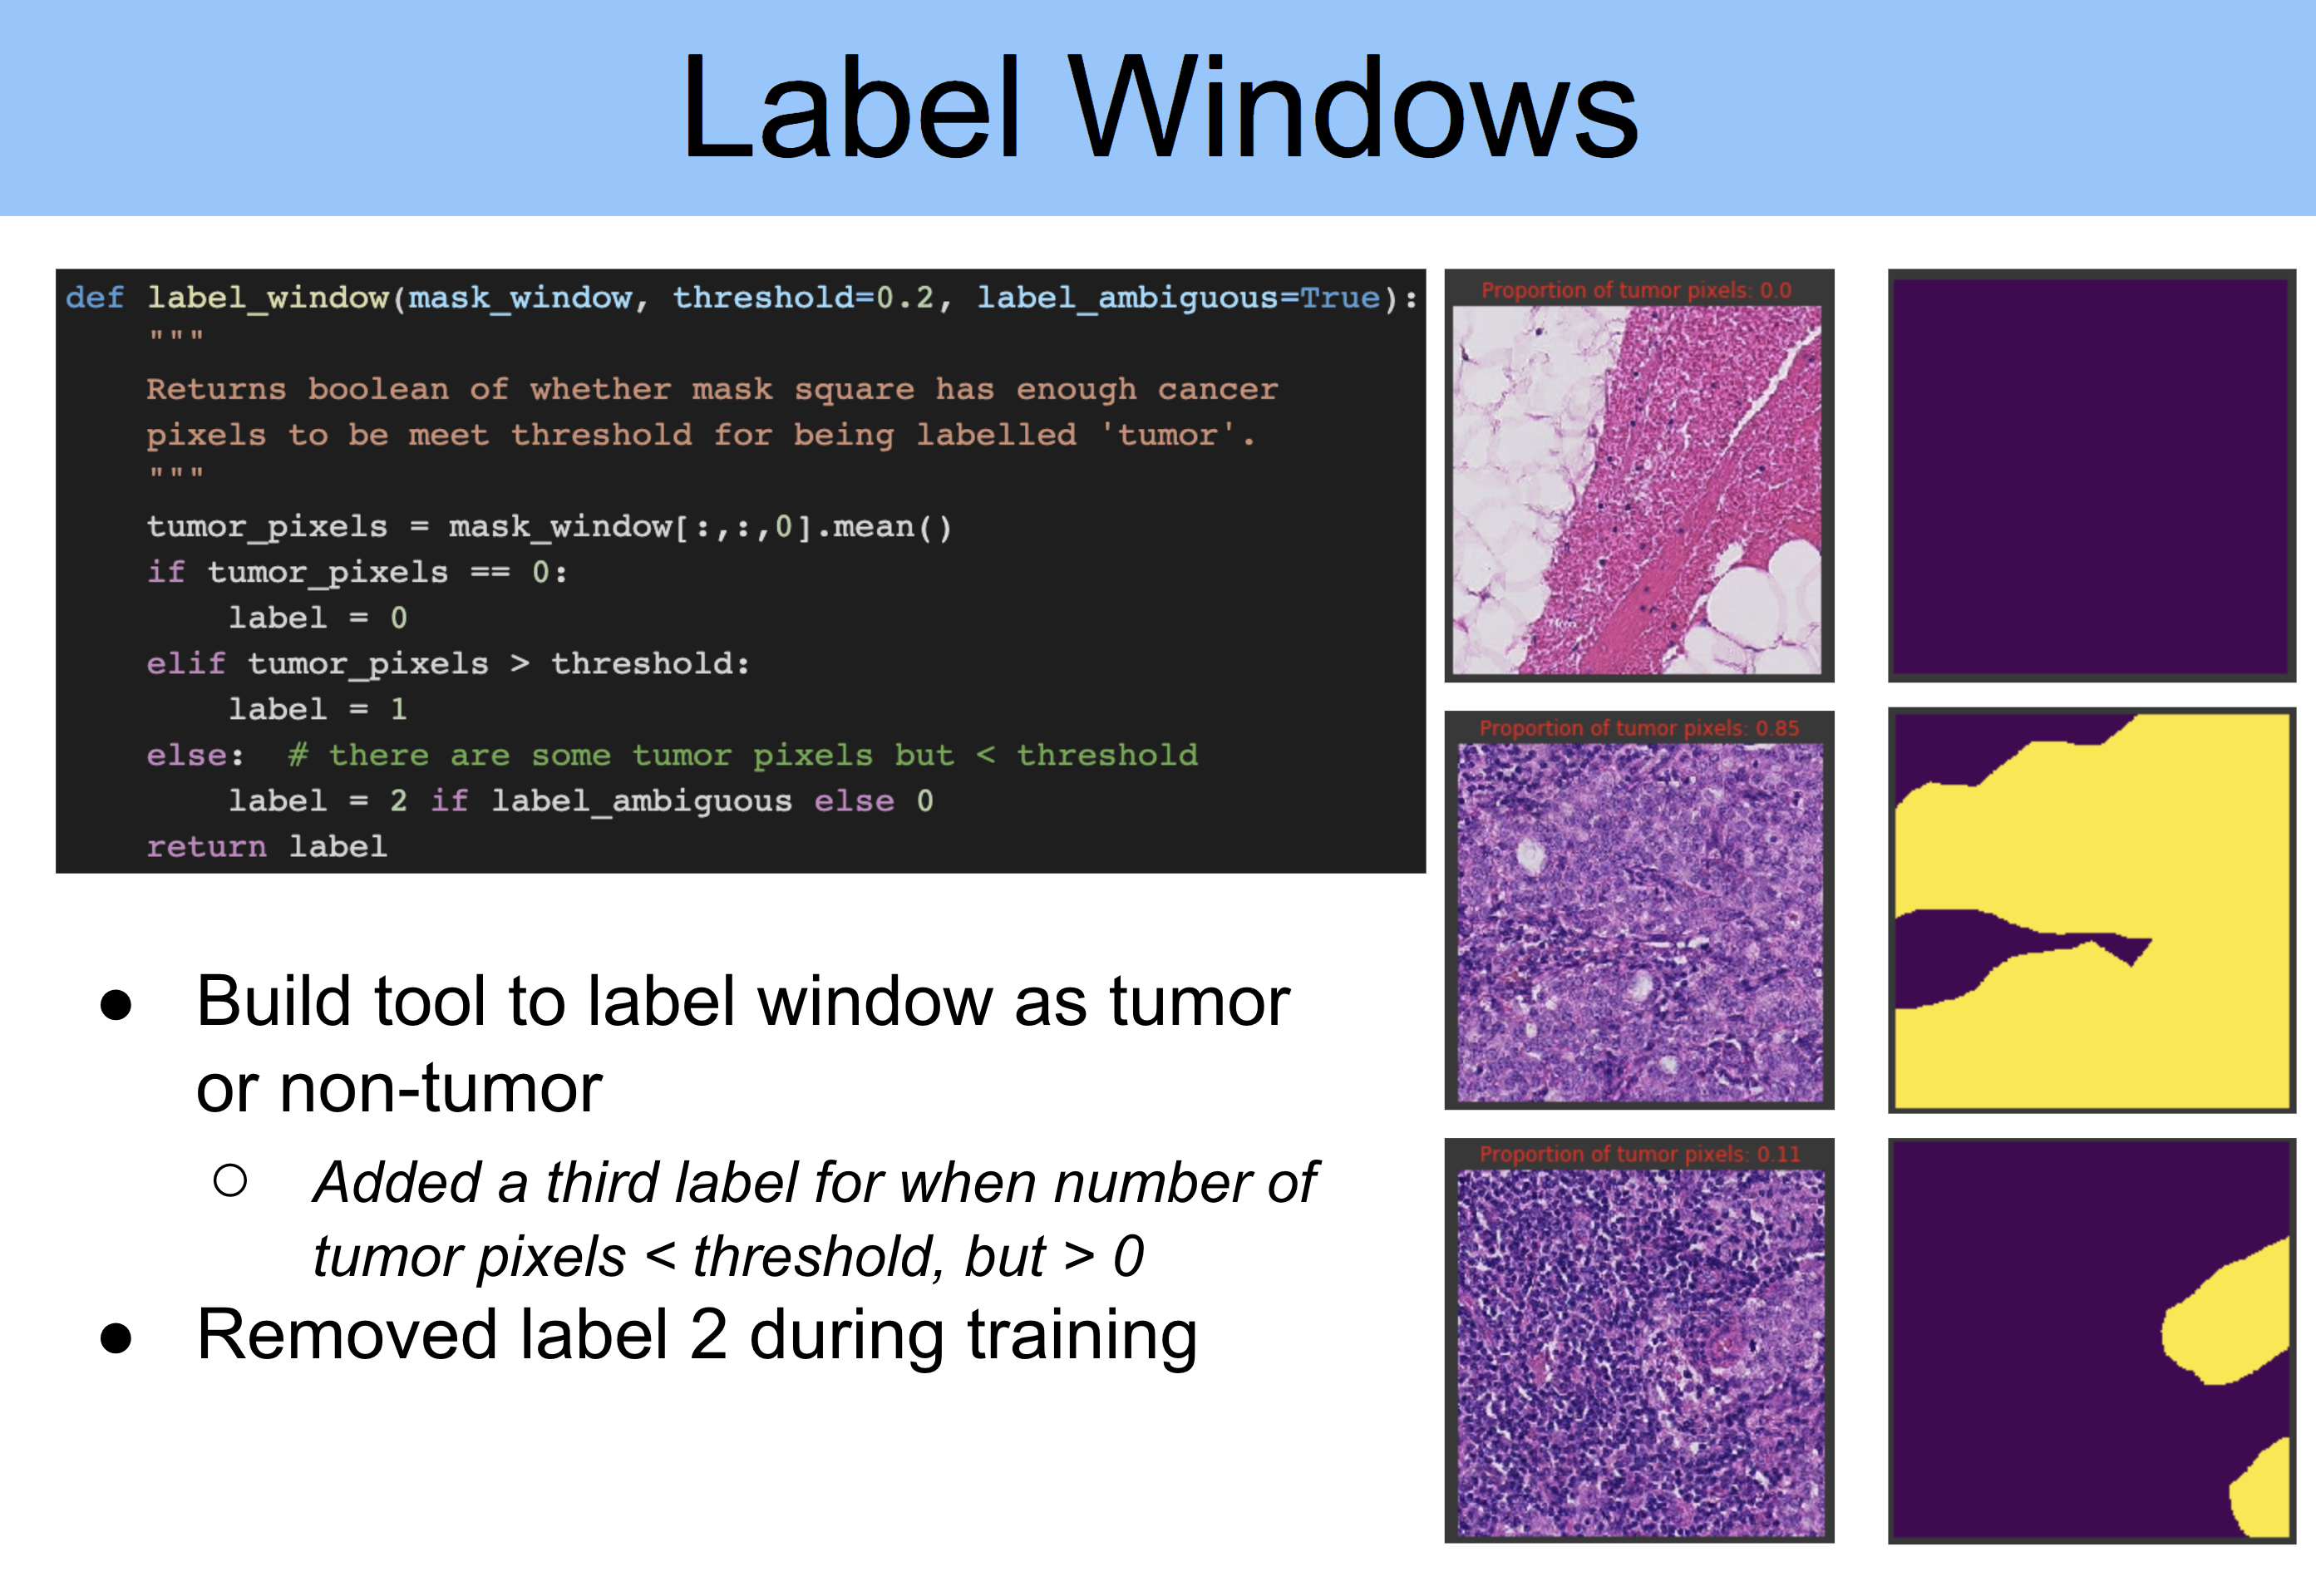 Label Windows
def label_window(mask_window, threshold=0.2, label_ambiguous=True):
    """
    Returns boolean of whether mask square has enough cancer
    pixels to be meet threshold for being labelled 'tumor'.
    """
    tumor_pixels = mask_window[:,:,0].mean()
    if tumor_pixels == 0:
        label = 0
    elif tumor_pixels > threshold:
        label = 1
    else:  # there are some tumor pixels but < threshold
        label = 2 if label_ambiguous else 0
    return label
● Build tool to label window as tumor
or non-tumor
○ Added a third label for when number of
tumor pixels < threshold, but > 0
● Removed label 2 during training
Proportion of tumor pixels: 0.0
Proportion of tumor pixels: 0.85
Proportion of tumor pixels: 0.11